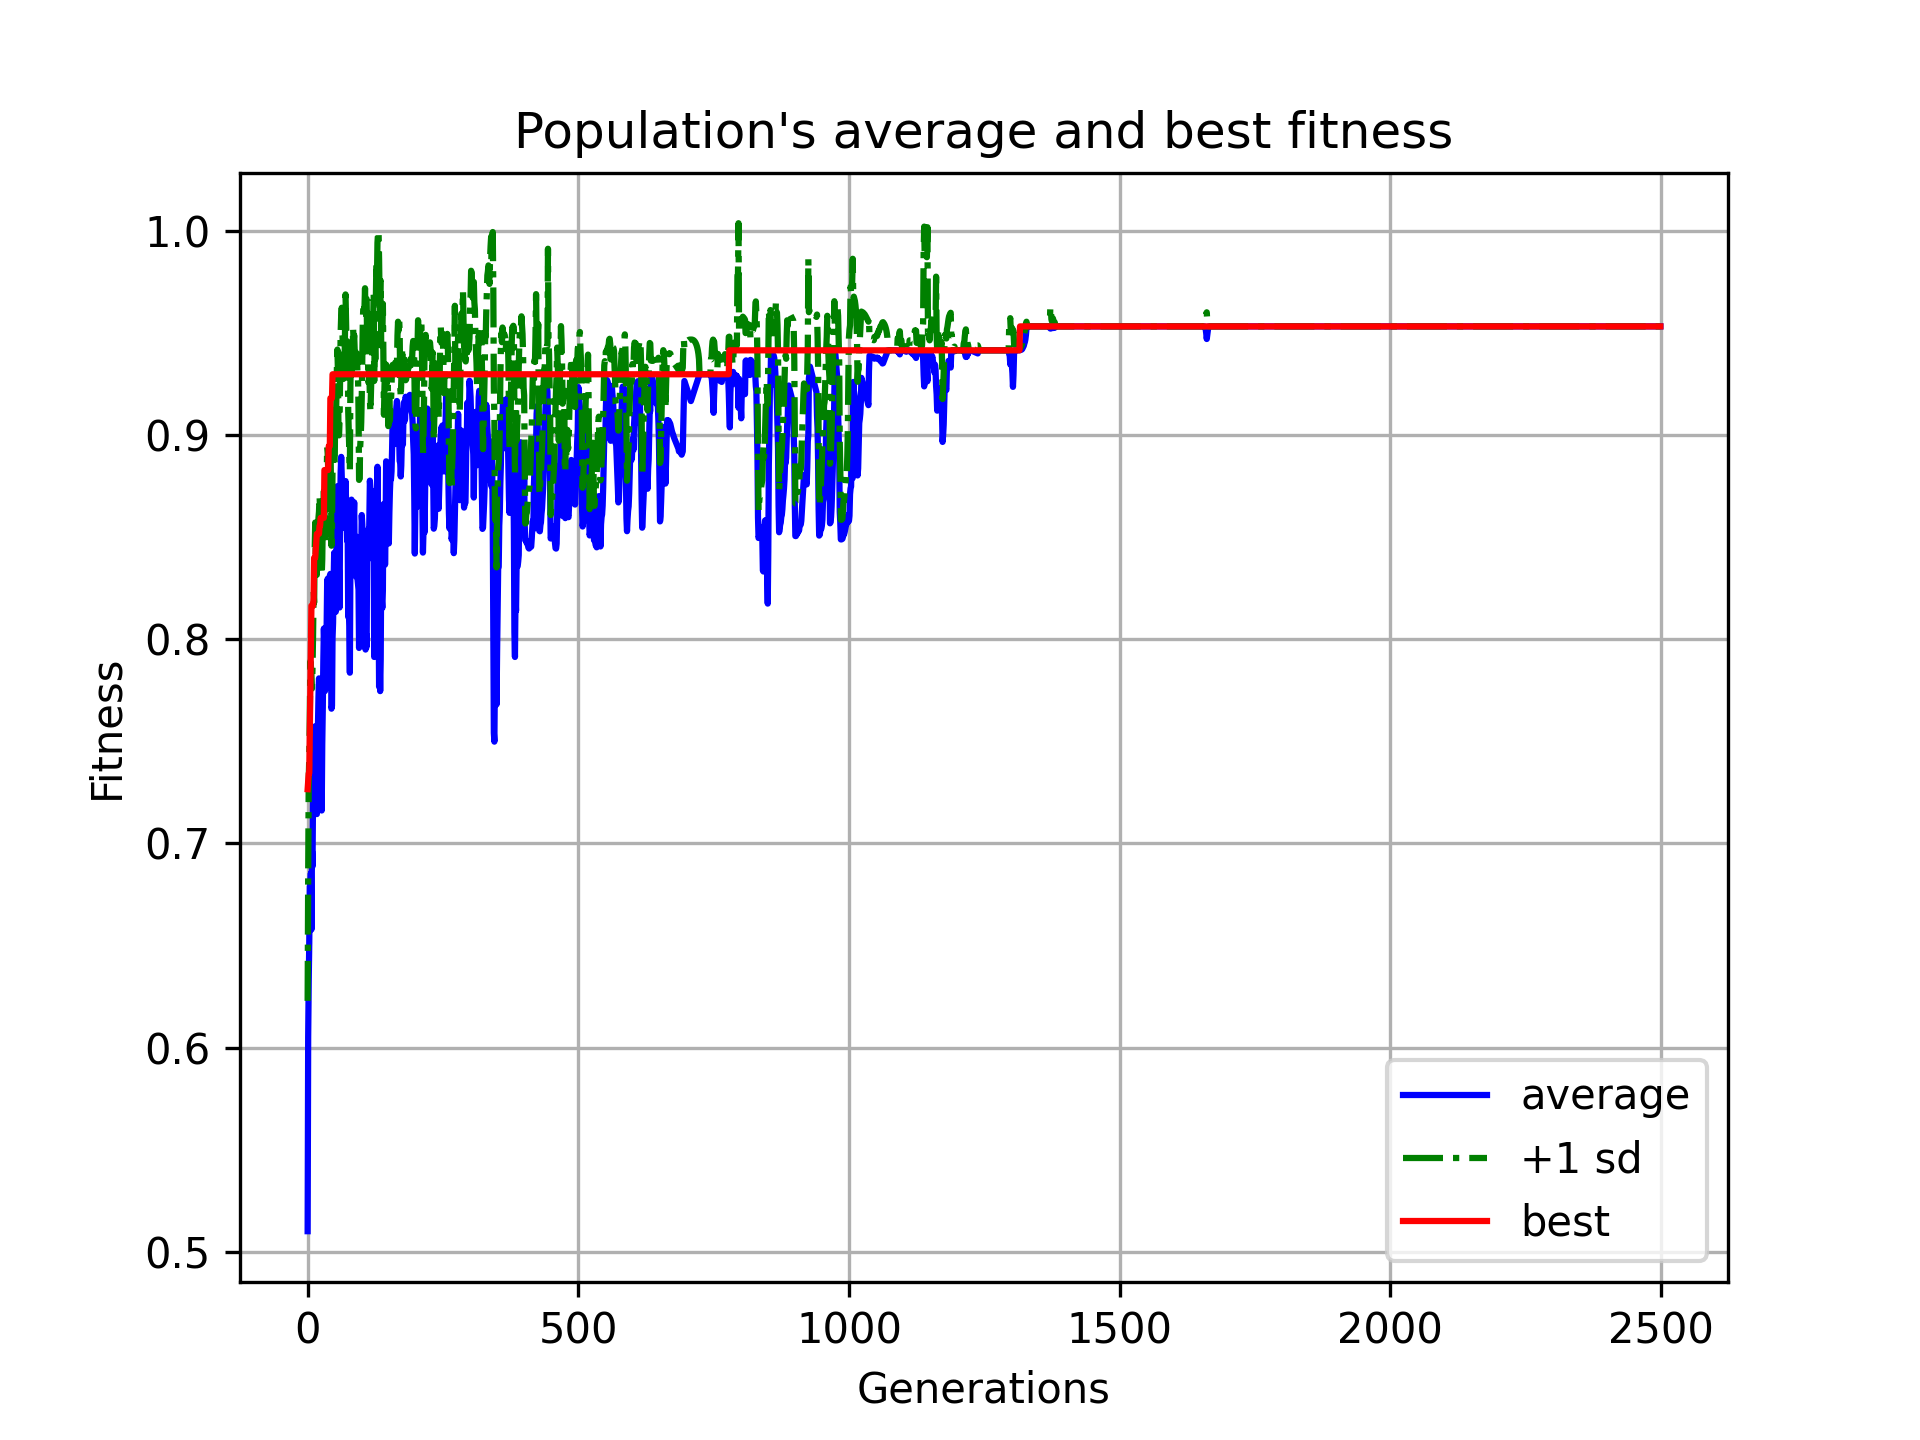 Population's average and best fitness
1.0
0.9
0.8
0.7
0.6
0.5
Fitness
average
+1 sd
best
0 500 1000 1500 2000 2500
Generations